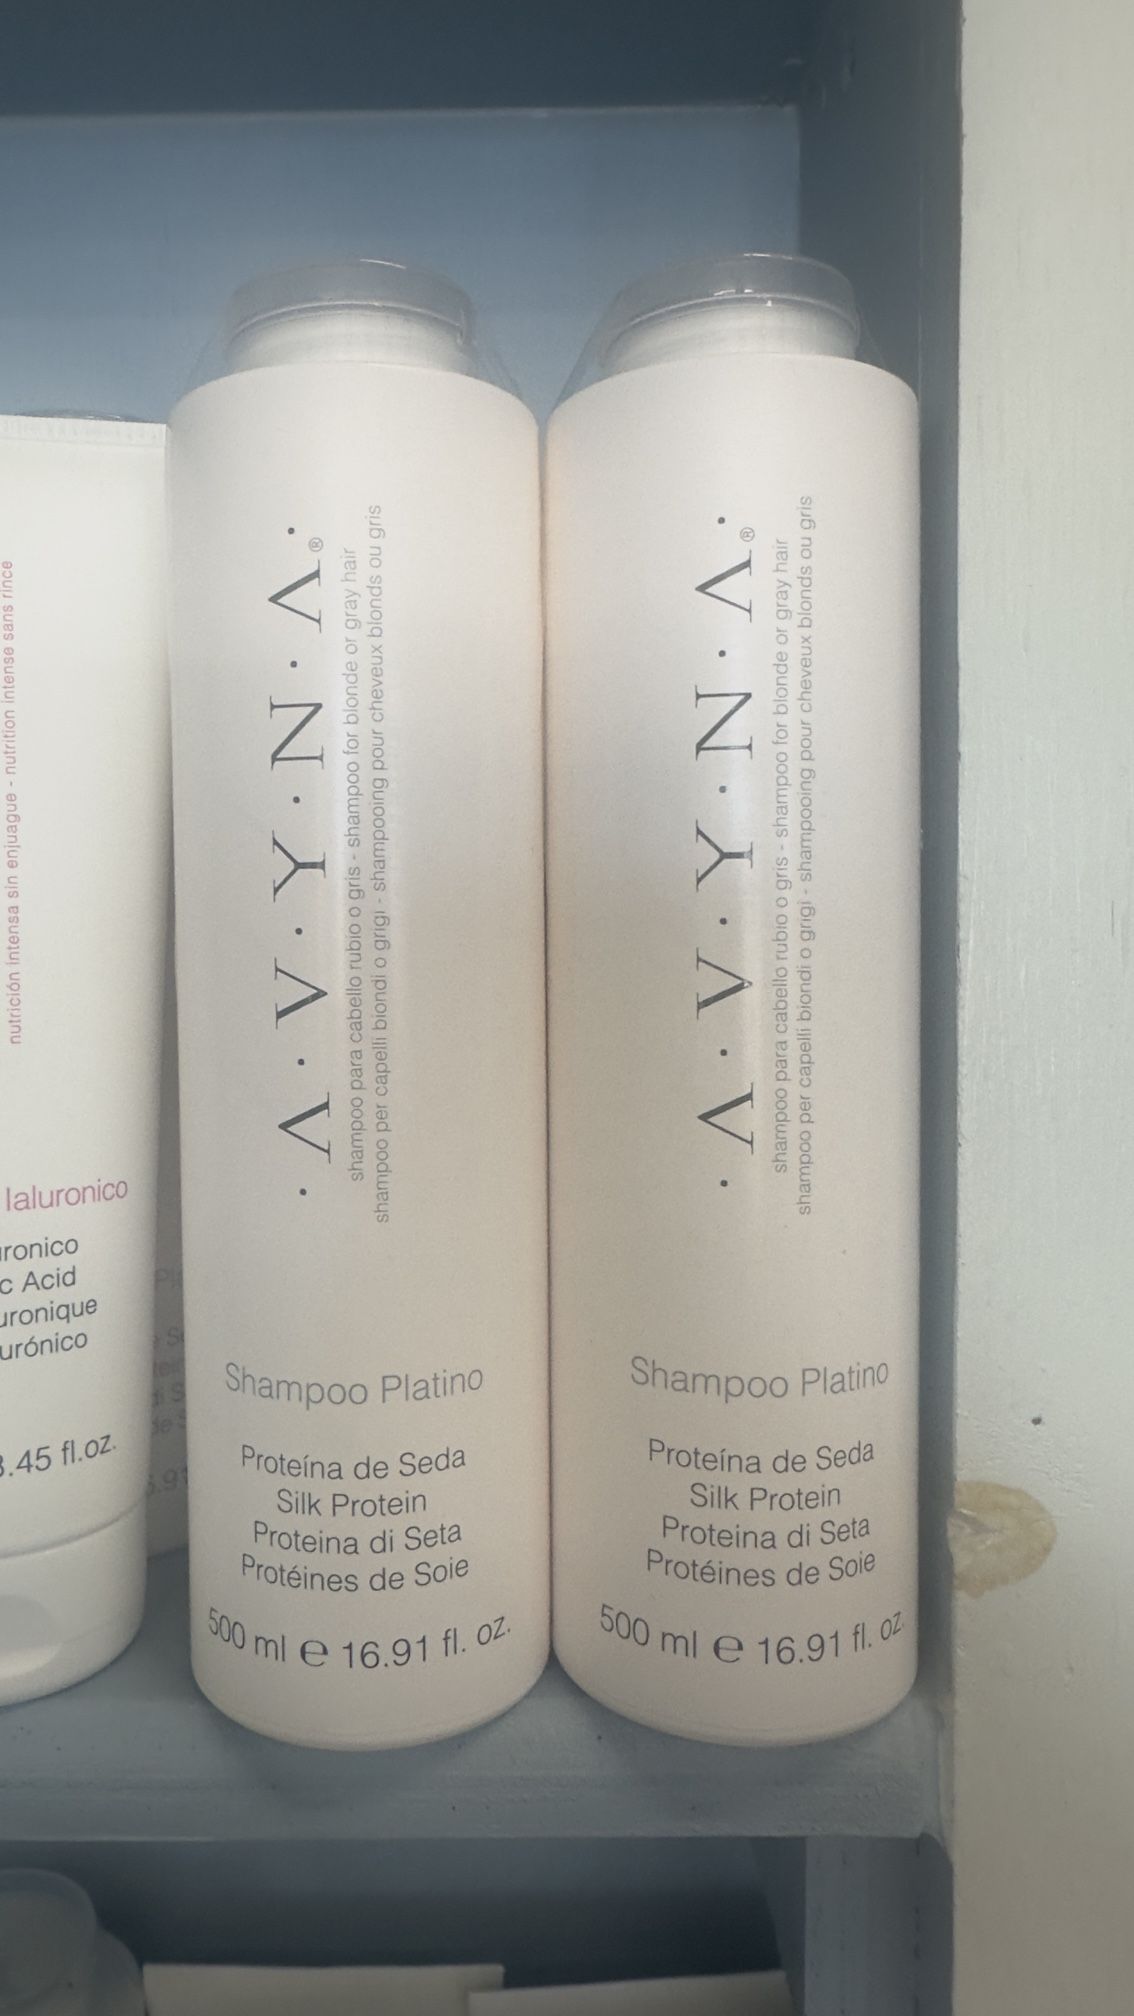 nutrición intensa sin enjuague - nutrition intense sans rince
Ialuronico
ronico
c Acid
uronique
urónico
.45 fl.oz.
·A·V·Y·N·A·®
shampoo para cabello rubio o gris - shampoo for blonde or gray hair
shampoo per capelli biondi o grigi - shampooing pour cheveux blonds ou gris
Shampoo Platino
Proteína de Seda
Silk Protein
Proteina di Seta
Protéines de Soie
500 ml e 16.91 fl. oz.
·A·V·Y·N·A·®
shampoo para cabello rubio o gris - shampoo for blonde or gray hair
shampoo per capelli biondi o grigi - shampooing pour cheveux blonds ou gris
Shampoo Platino
Proteína de Seda
Silk Protein
Proteina di Seta
Protéines de Soie
500 ml e 16.91 fl. oz.